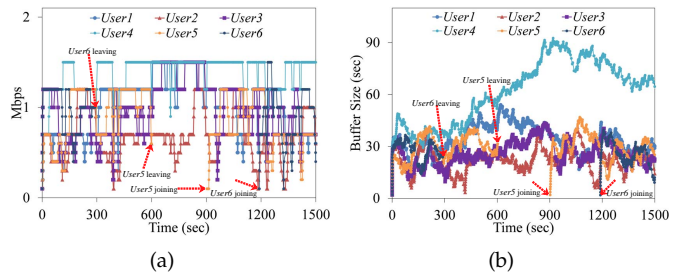 User1 User2 User3
User4 User5 User6
Mbps
2
1
0
User6 leaving
User5 leaving
User5 joining
User6 joining
0 300 600 900 1200 1500
Time (sec)
(a)
User1 User2 User3
User4 User5 User6
Buffer Size (sec)
90
60
30
0
User5 leaving
User6 leaving
User5 joining
User6 joining
0 300 600 900 1200 1500
Time (sec)
(b)